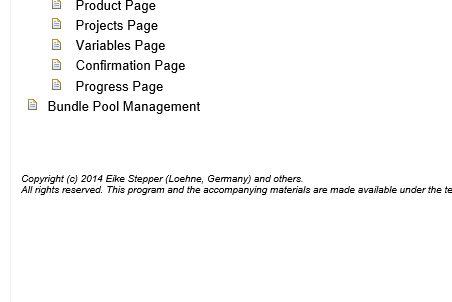 Product Page
Projects Page
Variables Page
Confirmation Page
Progress Page
Bundle Pool Management
Copyright (c) 2014 Eike Stepper (Loehne, Germany) and others.
All rights reserved. This program and the accompanying materials are made available under the te